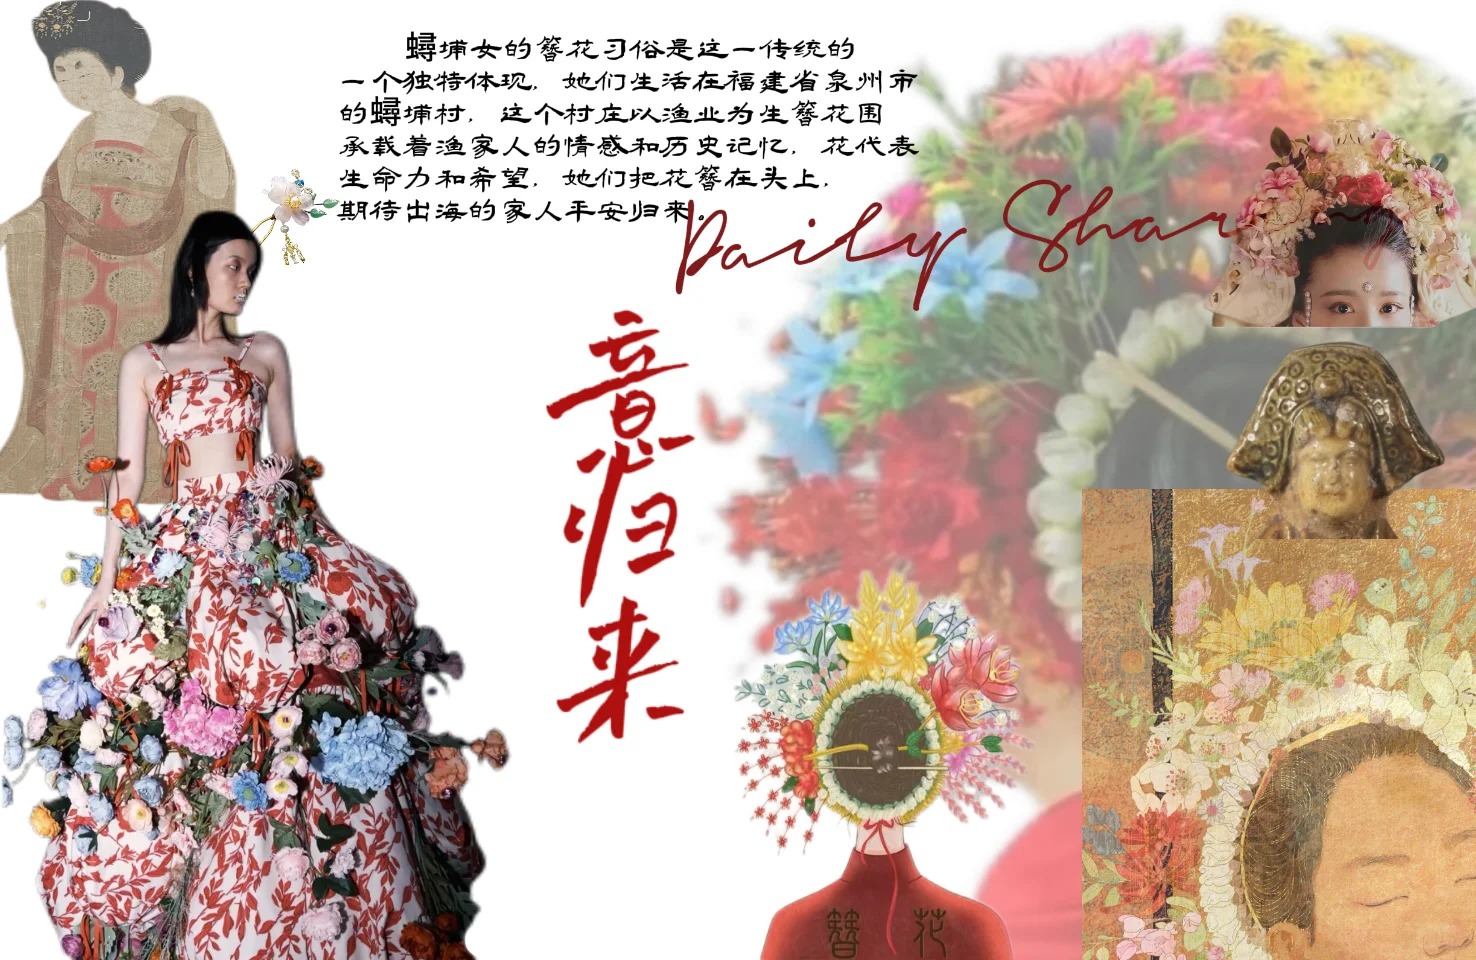 蟳埔女的簪花习俗是这一传统的
一个独特体现，她们生活在福建省泉州市
的蟳埔村，这个村庄以渔业为生簪花围
承载着渔家人的情感和历史记忆，花代表
生命力和希望，她们把花簪在头上，
期待出海的家人平安归来。
Daily Sharing
意归来
簪花